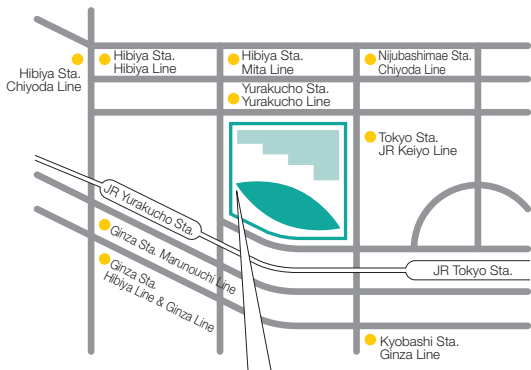 Hibiya Sta.
Chiyoda Line
Hibiya Sta.
Hibiya Line
Hibiya Sta.
Mita Line
Nijubashimae Sta.
Chiyoda Line
Yurakucho Sta.
Yurakucho Line
Tokyo Sta.
JR Keiyo Line
JR Yurakucho Sta.
Ginza Sta. Marunouchi Line
Ginza Sta.
Hibiya Line & Ginza Line
JR Tokyo Sta.
Kyobashi Sta.
Ginza Line